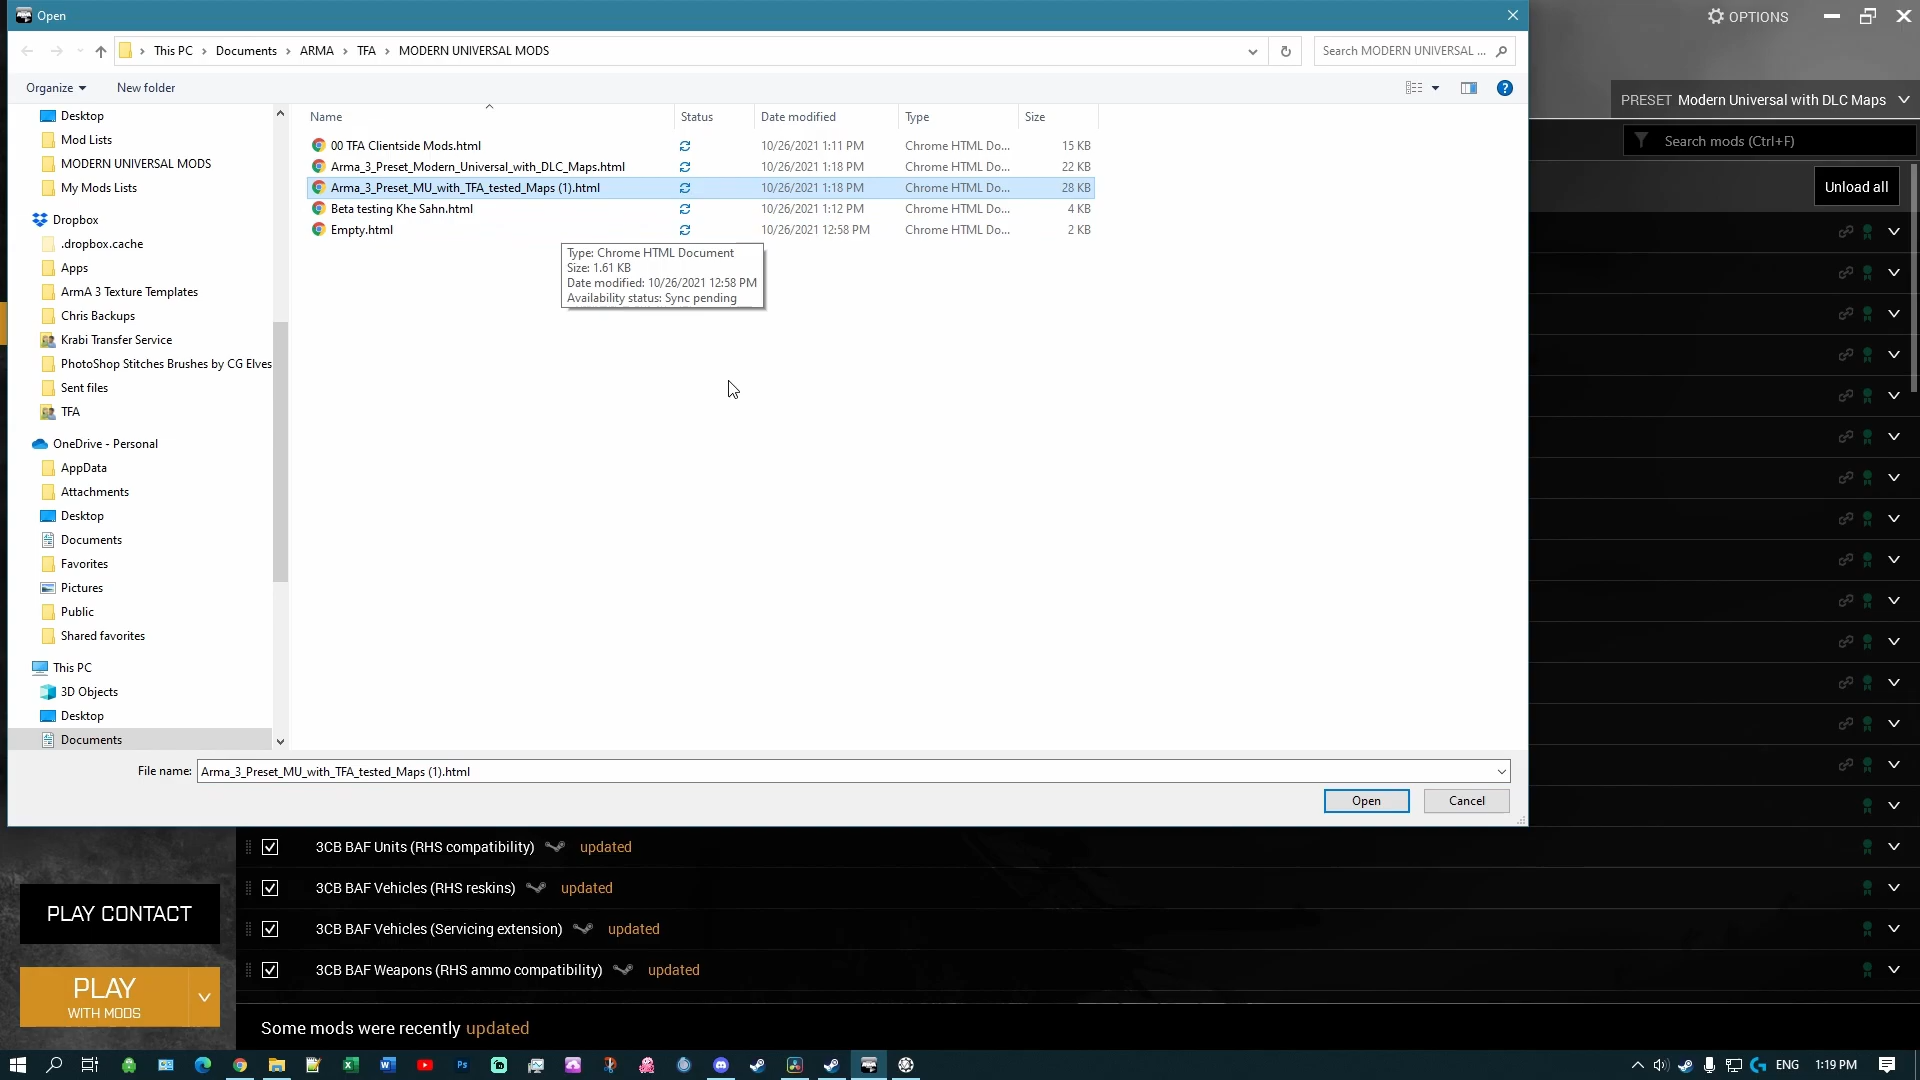 Open
OPTIONS
This PC > Documents > ARMA > TFA > MODERN UNIVERSAL MODS
Search MODERN UNIVERSAL ...
Organize
New folder
PRESET Modern Universal with DLC Maps
Search mods (Ctrl+F)
Unload all
Desktop
Mod Lists
MODERN UNIVERSAL MODS
My Mods Lists
Dropbox
.dropbox.cache
Apps
ArmA 3 Texture Templates
Chris Backups
Krabi Transfer Service
PhotoShop Stitches Brushes by CG Elves
Sent files
TFA
OneDrive - Personal
AppData
Attachments
Desktop
Documents
Favorites
Pictures
Public
Shared favorites
This PC
3D Objects
Desktop
Documents
Name Status Date modified Type Size
00 TFA Clientside Mods.html 10/26/2021 1:11 PM Chrome HTML Do... 15 KB
Arma_3_Preset_Modern_Universal_with_DLC_Maps.html 10/26/2021 1:18 PM Chrome HTML Do... 22 KB
Arma_3_Preset_MU_with_TFA_tested_Maps (1).html 10/26/2021 1:18 PM Chrome HTML Do... 28 KB
Beta testing Khe Sahn.html 10/26/2021 1:12 PM Chrome HTML Do... 4 KB
Empty.html 10/26/2021 12:58 PM Chrome HTML Do... 2 KB
Type: Chrome HTML Document
Size: 1.61 KB
Date modified: 10/26/2021 12:58 PM
Availability status: Sync pending
File name: Arma_3_Preset_MU_with_TFA_tested_Maps (1).html
Open
Cancel
3CB BAF Units (RHS compatibility) updated
3CB BAF Vehicles (RHS reskins) updated
3CB BAF Vehicles (Servicing extension) updated
3CB BAF Weapons (RHS ammo compatibility) updated
PLAY CONTACT
PLAY
WITH MODS
Some mods were recently updated
ENG 1:19 PM